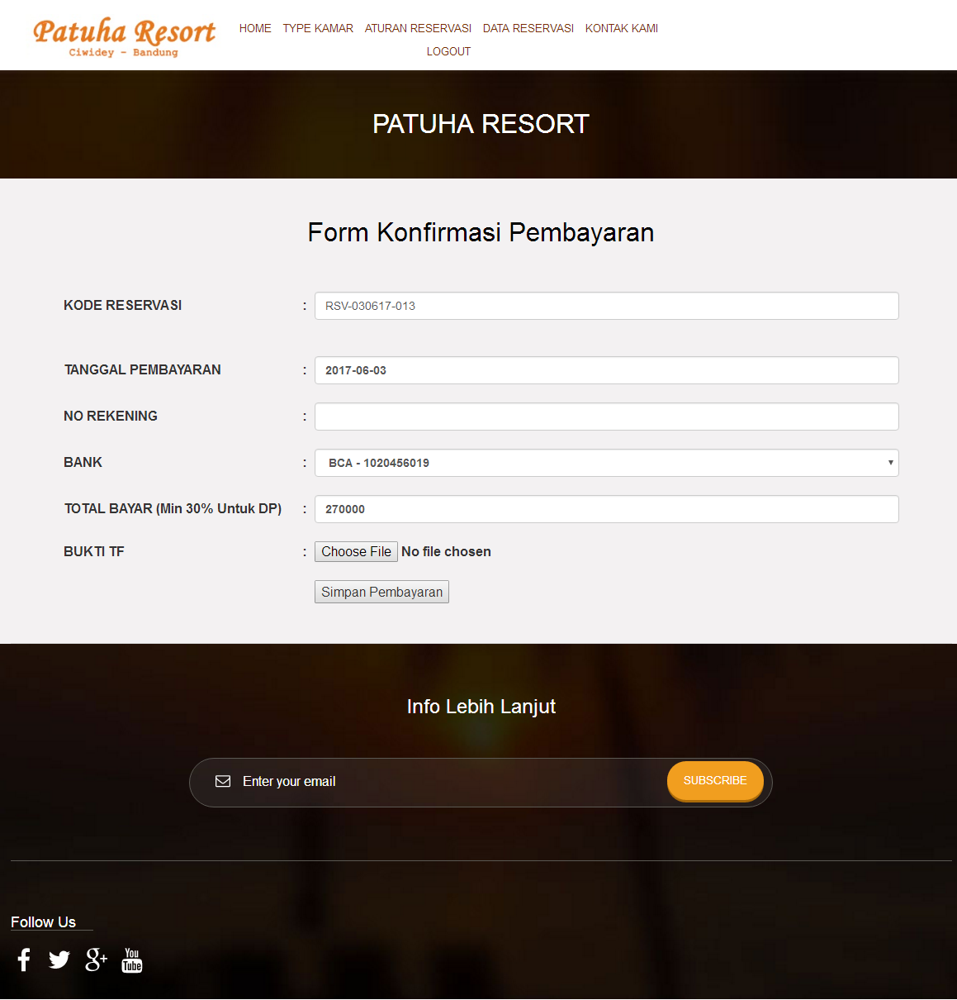 Patuha Resort
Ciwidey - Bandung
HOME TYPE KAMAR ATURAN RESERVASI DATA RESERVASI KONTAK KAMI
LOGOUT
PATUHA RESORT
Form Konfirmasi Pembayaran
KODE RESERVASI : RSV-030617-013
TANGGAL PEMBAYARAN : 2017-06-03
NO REKENING :
BANK : BCA - 1020456019
TOTAL BAYAR (Min 30% Untuk DP) : 270000
BUKTI TF : Choose File No file chosen
Simpan Pembayaran
Info Lebih Lanjut
Enter your email SUBSCRIBE
Follow Us
You
Tube